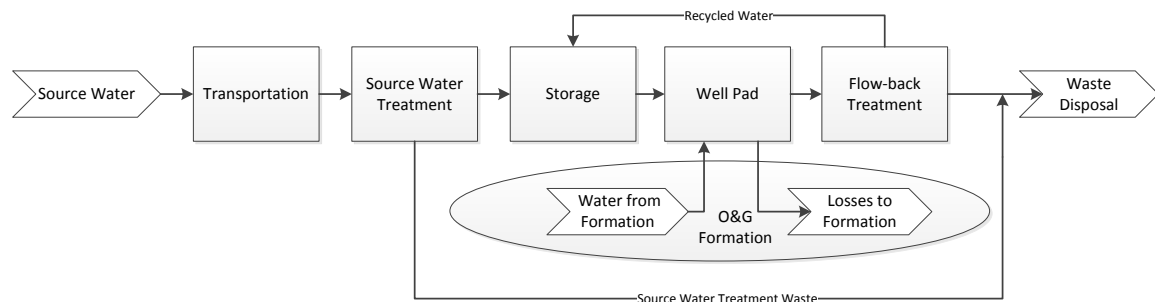 Recycled Water
Source Water
Transportation
Source Water
Treatment
Storage
Well Pad
Flow-back
Treatment
Waste
Disposal
Water from
Formation
O&G
Formation
Losses to
Formation
Source Water Treatment Waste